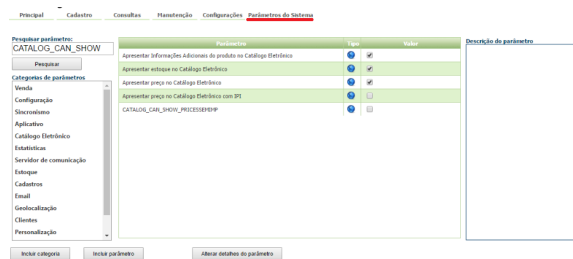 Principal Cadastro Consultas Manutenção Configurações Parâmetros do Sistema
Pesquisar parâmetro:
CATALOG_CAN_SHOW
Pesquisar
Categorias de parâmetros
Venda
Configuração
Sincronismo
Aplicativo
Catálogo Eletrônico
Estatísticas
Servidor de comunicação
Estoque
Cadastros
Email
Geolocalização
Clientes
Personalização
Parâmetro Tipo Valor
Apresentar Informações Adicionais do produto no Catálogo Eletrônico
Apresentar estoque no Catálogo Eletrônico
Apresentar preço no Catálogo Eletrônico
Apresentar preço no Catálogo Eletrônico com IPI
CATALOG_CAN_SHOW_PRICESSEMIMP
Descrição do parâmetro
Incluir categoria Incluir parâmetro Alterar detalhes do parâmetro